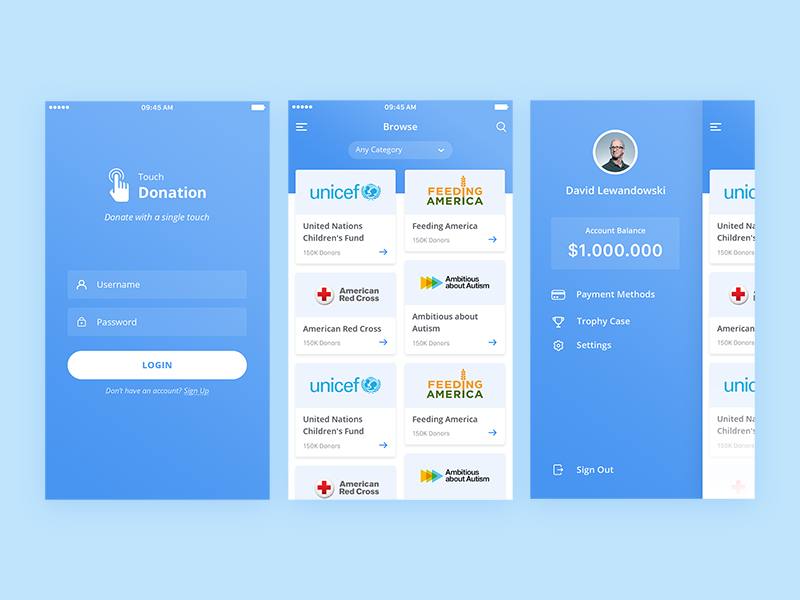 09:45 AM
Touch
Donation
Donate with a single touch
Username
Password
LOGIN
Don't have an account? Sign Up
09:45 AM
Browse
Any Category
unicef
United Nations
Children's Fund
150K Donors
FEEDING
AMERICA
Feeding America
150K Donors
American
Red Cross
American Red Cross
150K Donors
Ambitious
about Autism
Ambitious about
Autism
150K Donors
unicef
United Nations
Children's Fund
150K Donors
FEEDING
AMERICA
Feeding America
150K Donors
American
Red Cross
Ambitious
about Autism
David Lewandowski
Account Balance
$1.000.000
Payment Methods
Trophy Case
Settings
Sign Out
unic
United Na
Children's
150K Donors
American
150K Donors
unic
United Na
Children's
150K Donors